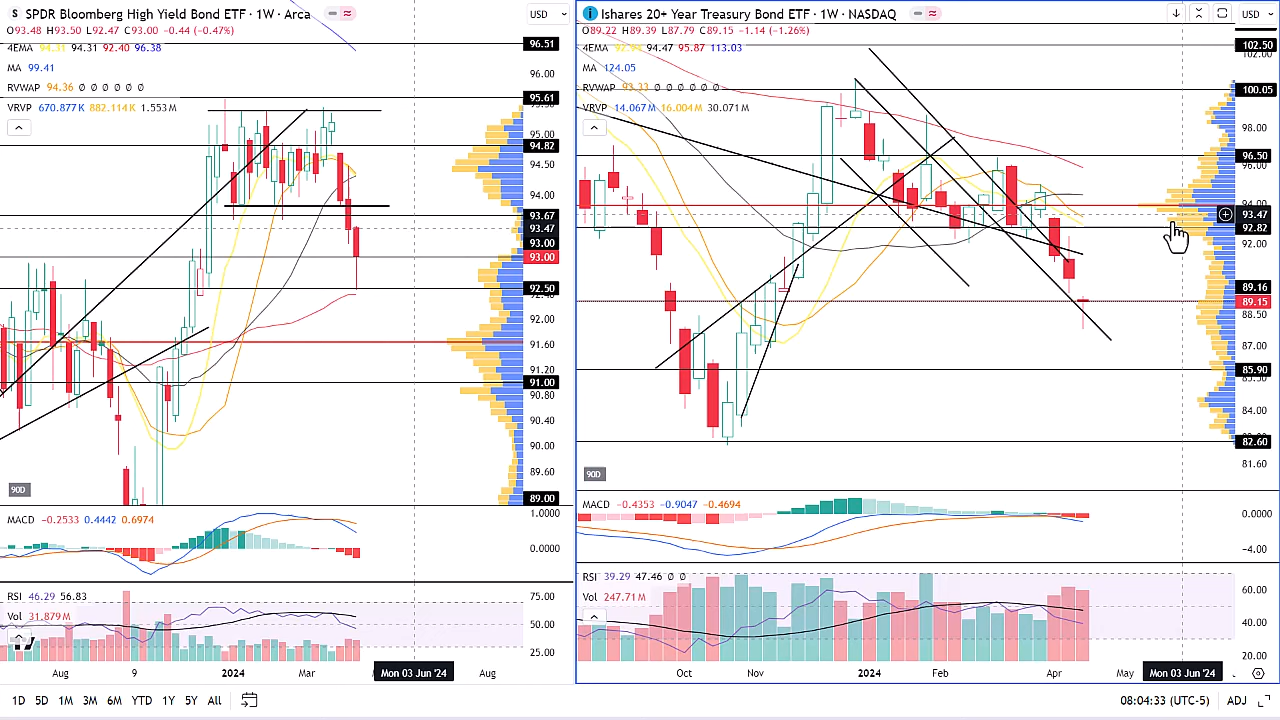 S SPDR Bloomberg High Yield Bond ETF · 1W · Arca
USD
O93.48 H93.50 L92.47 C93.00 −0.44 (−0.47%)
4EMA 94.31 94.31 92.40 96.38
MA 99.41
RVWAP 94.36 Ø Ø Ø Ø Ø Ø
VRVP 670.877K 882.114K 1.553M
96.51
96.00
95.61
95.00
94.82
94.50
94.00
93.67
93.47
93.00
92.50
92.00
91.60
91.20
91.00
90.80
90.40
90.00
89.60
89.00
90D
MACD −0.2533 0.4442 0.6974
1.0000
0.0000
RSI 46.29 56.83
Vol 31.879M
75.00
50.00
25.00
Aug 9 2024 Mar Mon 03 Jun '24 Aug
Ishares 20+ Year Treasury Bond ETF · 1W · NASDAQ
USD
O89.22 H89.39 L87.79 C89.15 −1.14 (−1.26%)
4EMA 94.47 95.87 113.03
MA 124.05
RVWAP 93.33 Ø Ø Ø Ø Ø Ø
VRVP 14.067M 16.004M 30.071M
102.50
102.00
100.05
98.00
96.50
96.00
94.00
93.47
92.82
92.00
89.16
89.15
88.50
87.00
85.90
85.50
84.00
82.60
81.60
90D
MACD −0.4353 −0.9047 −0.4694
0.0000
−4.00
RSI 39.29 47.46 Ø Ø
Vol 247.71M
60.00
40.00
20.00
Oct Nov 2024 Feb Apr May Mon 03 Jun '24
1D 5D 1M 3M 6M YTD 1Y 5Y All
08:04:33 (UTC-5) ADJ